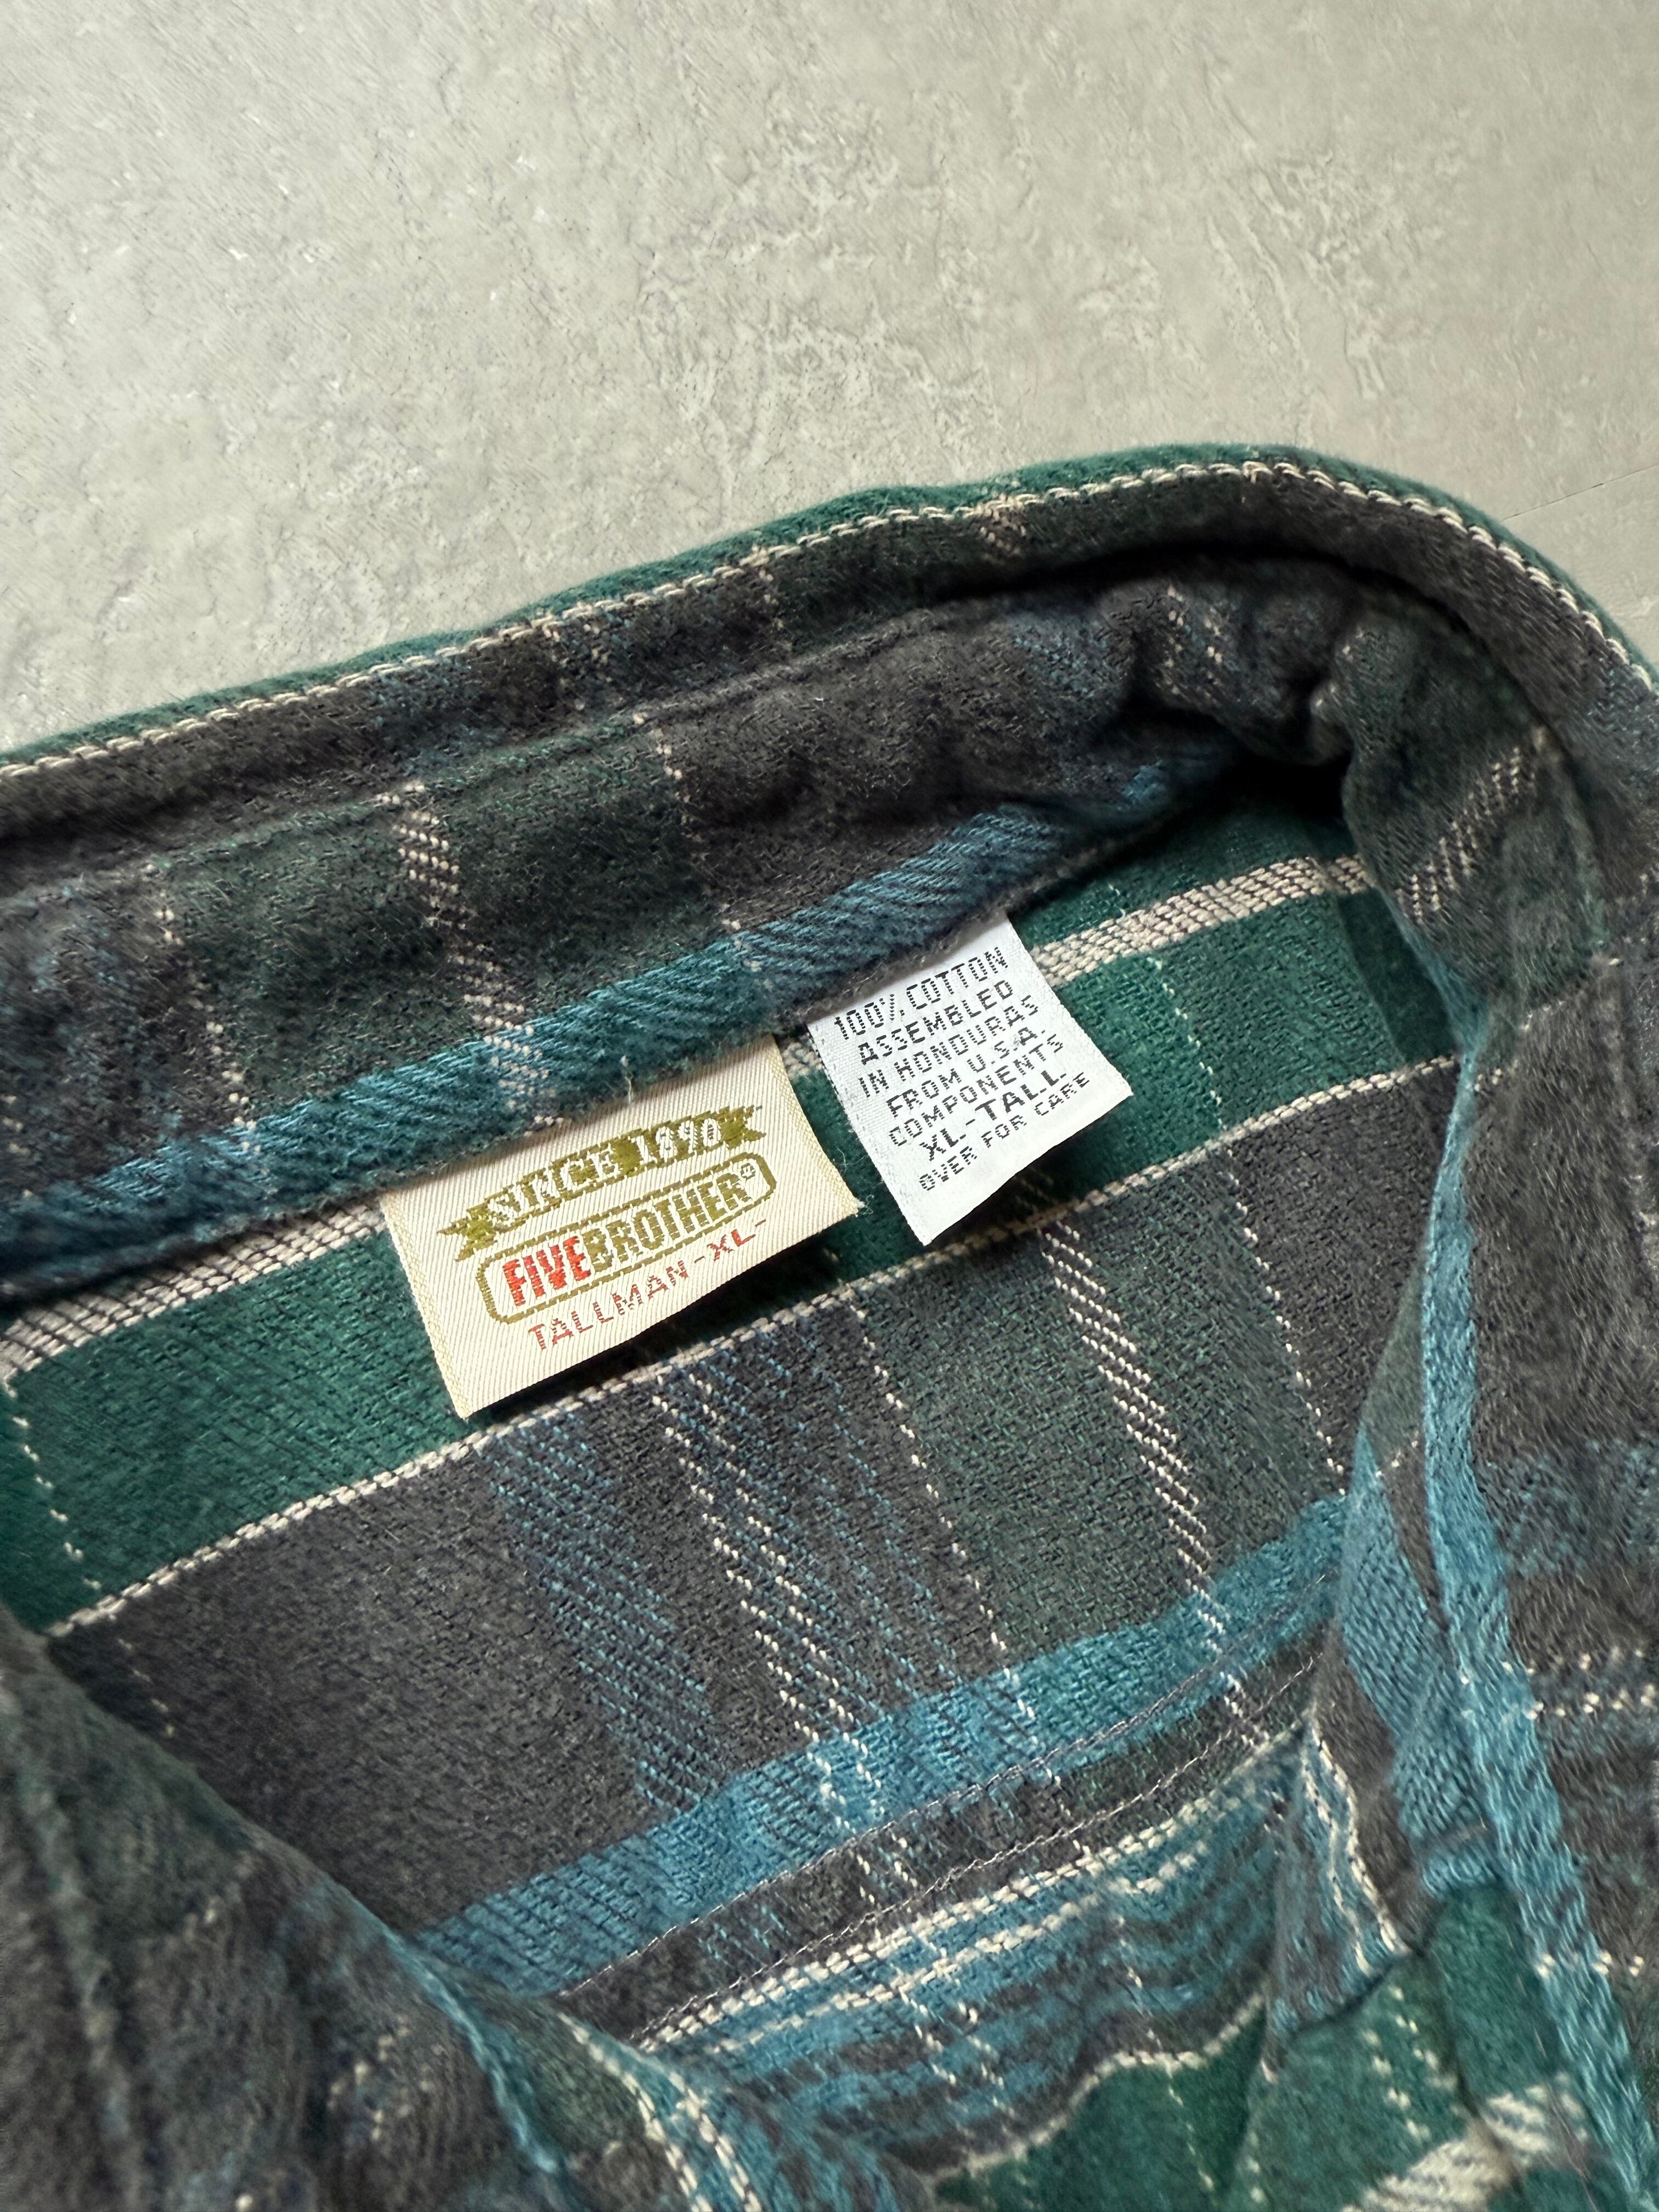 SINCE 1890
FIVEBROTHER®
TALLMAN-XL-
100% COTTON
ASSEMBLED
IN HONDURAS
FROM U.S.A.
COMPONENTS
XL-TALL
OVER FOR CARE